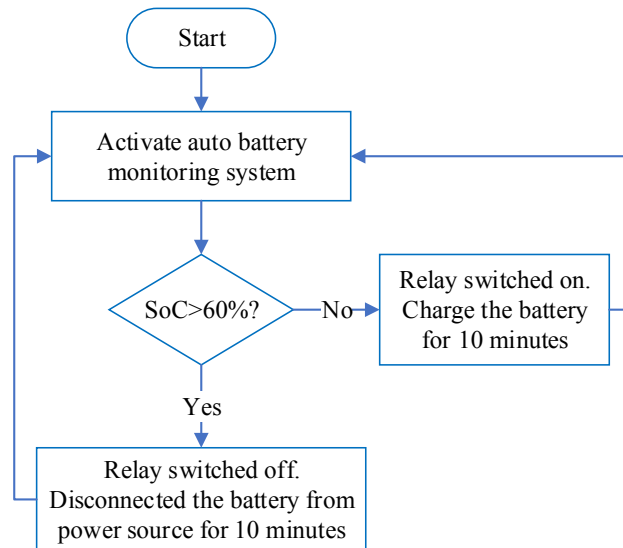 Start
Activate auto battery
monitoring system
SoC>60%?
No
Relay switched on.
Charge the battery
for 10 minutes
Yes
Relay switched off.
Disconnected the battery from
power source for 10 minutes